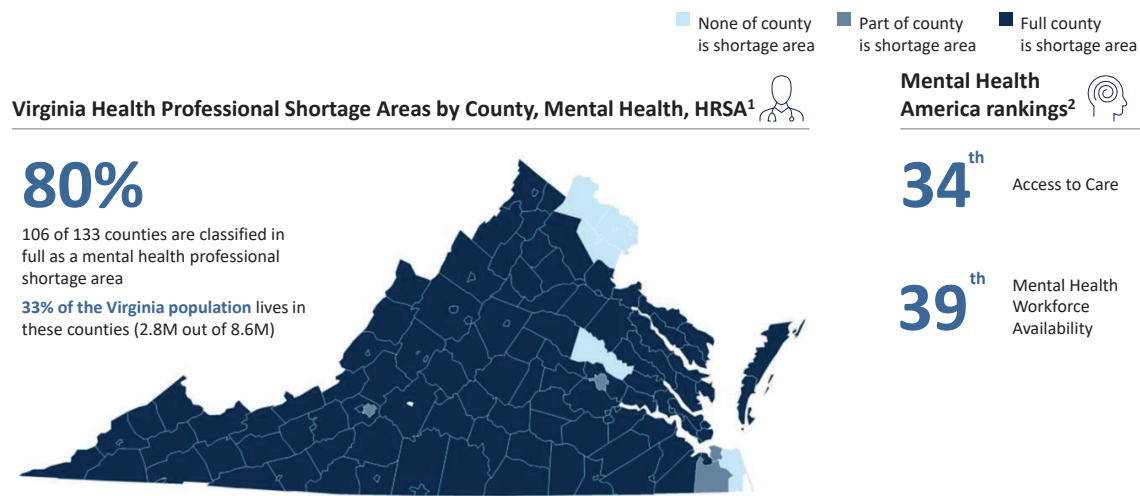 None of county
is shortage area
Part of county
is shortage area
Full county
is shortage area
Virginia Health Professional Shortage Areas by County, Mental Health, HRSA1
Mental Health
America rankings2
80%
106 of 133 counties are classified in
full as a mental health professional
shortage area
33% of the Virginia population lives in
these counties (2.8M out of 8.6M)
34th
Access to Care
39th
Mental Health
Workforce
Availability